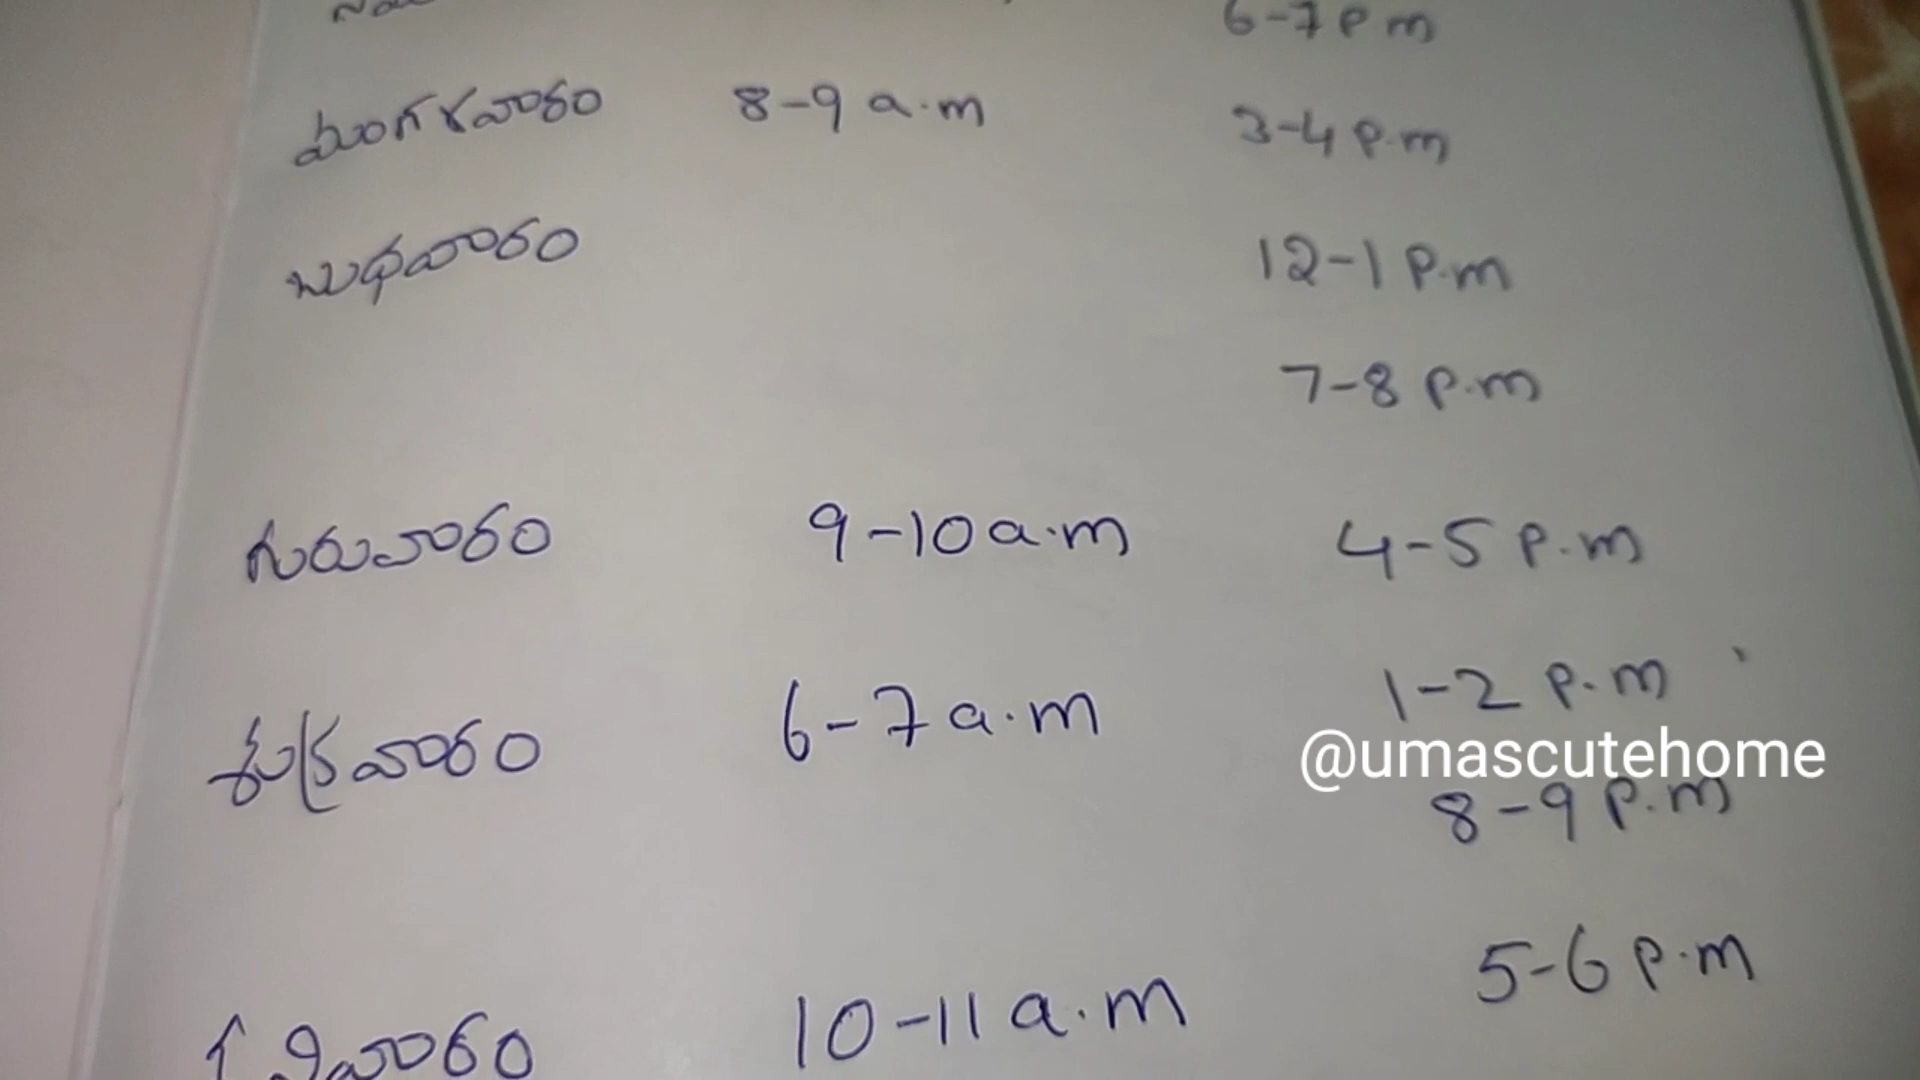 6-7 p m
మంగళవారం 8-9 a.m 3-4 p.m
బుధవారం 12-1 p.m
7-8 p.m
గురువారం 9-10 a.m 4-5 p.m
శుక్రవారం 6-7 a.m 1-2 p.m
@umascutehome
8-9 p.m
5-6 p.m
శనివారం 10-11 a.m